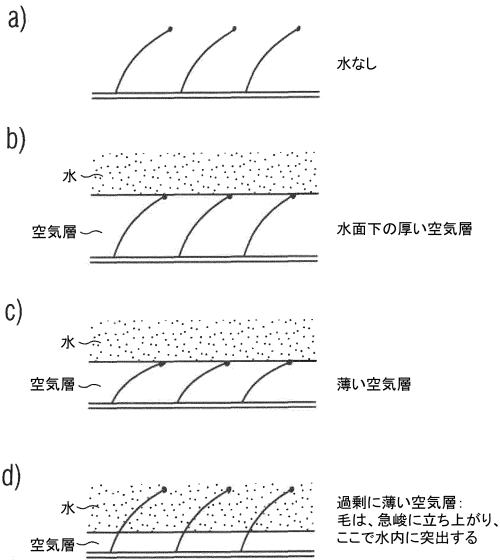 a)
水なし
b)
水
空気層
水面下の厚い空気層
c)
水
空気層
薄い空気層
d)
水
空気層
過剰に薄い空気層：
毛は、急峻に立ち上がり、
ここで水内に突出する